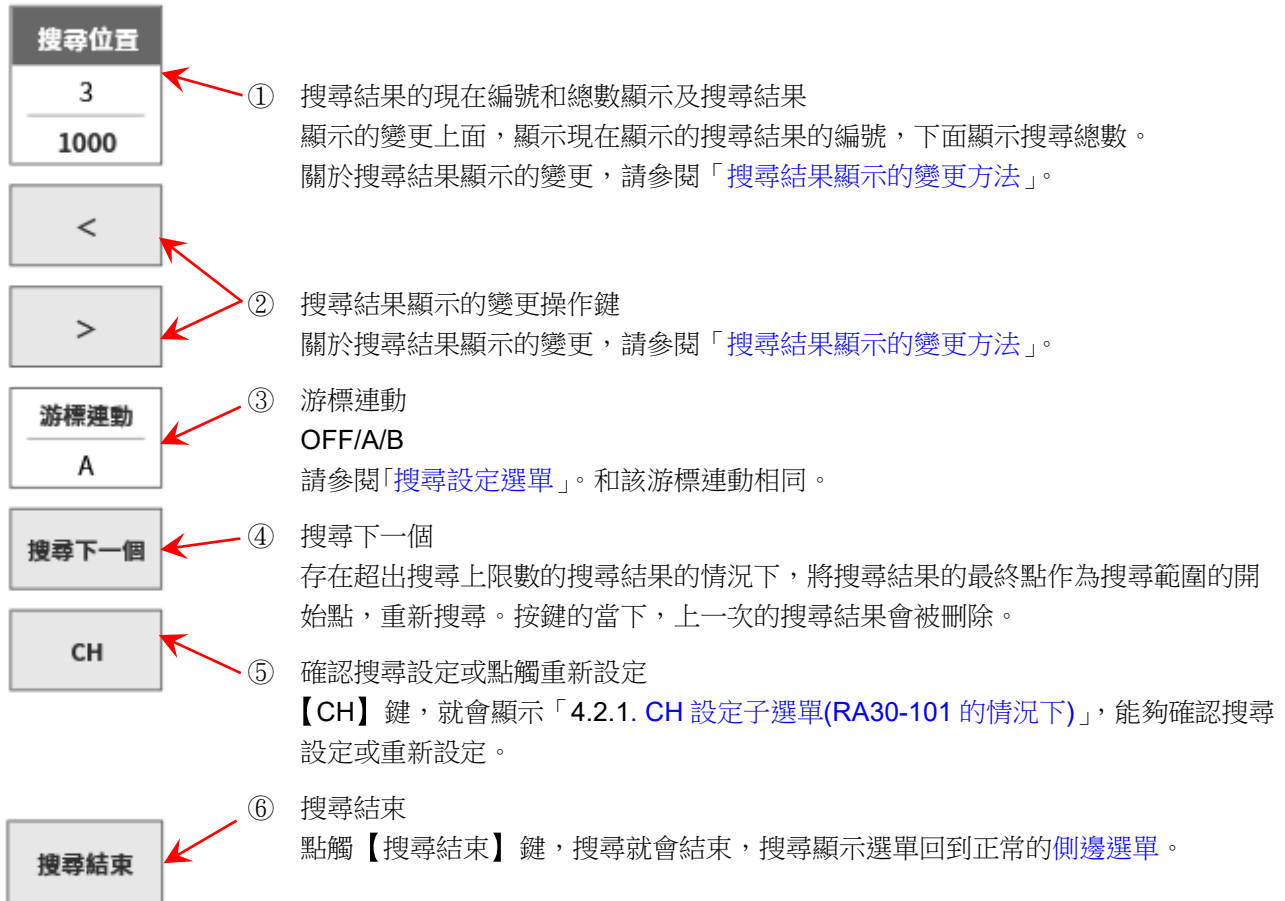 搜尋位置
3
1000
① 搜尋結果的現在編號和總數顯示及搜尋結果
顯示的變更上面，顯示現在顯示的搜尋結果的編號，下面顯示搜尋總數。
關於搜尋結果顯示的變更，請參閱「搜尋結果顯示的變更方法」。
<
>
② 搜尋結果顯示的變更操作鍵
關於搜尋結果顯示的變更，請參閱「搜尋結果顯示的變更方法」。
游標連動
A
③ 游標連動
OFF/A/B
請參閱「搜尋設定選單」。和該游標連動相同。
搜尋下一個
④ 搜尋下一個
存在超出搜尋上限數的搜尋結果的情況下，將搜尋結果的最終點作為搜尋範圍的開
始點，重新搜尋。按鍵的當下，上一次的搜尋結果會被刪除。
CH
⑤ 確認搜尋設定或點觸重新設定
【CH】鍵，就會顯示「4.2.1. CH 設定子選單(RA30-101 的情況下)」，能夠確認搜尋
設定或重新設定。
搜尋結束
⑥ 搜尋結束
點觸【搜尋結束】鍵，搜尋就會結束，搜尋顯示選單回到正常的側邊選單。